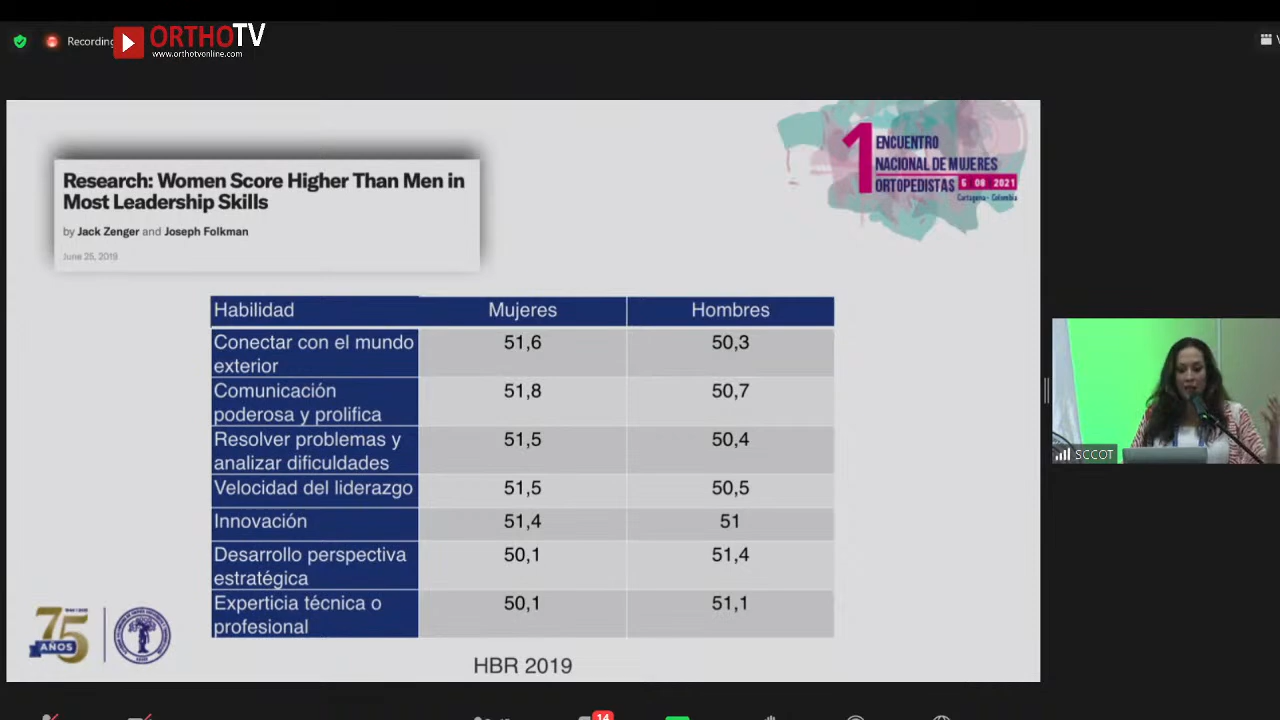 Recording
ORTHOTV
www.orthotvonline.com
Research: Women Score Higher Than Men in
Most Leadership Skills
by Jack Zenger and Joseph Folkman
June 25, 2019
1 ENCUENTRO
NACIONAL DE MUJERES
ORTOPEDISTAS 6 08 2021
Cartagena - Colombia
Habilidad Mujeres Hombres
Conectar con el mundo
exterior 51,6 50,3
Comunicación
poderosa y prolifica 51,8 50,7
Resolver problemas y
analizar dificuldades 51,5 50,4
Velocidad del liderazgo 51,5 50,5
Innovación 51,4 51
Desarrollo perspectiva
estratégica 50,1 51,4
Experticia técnica o
profesional 50,1 51,1
HBR 2019
75
AÑOS
SCCOT
14